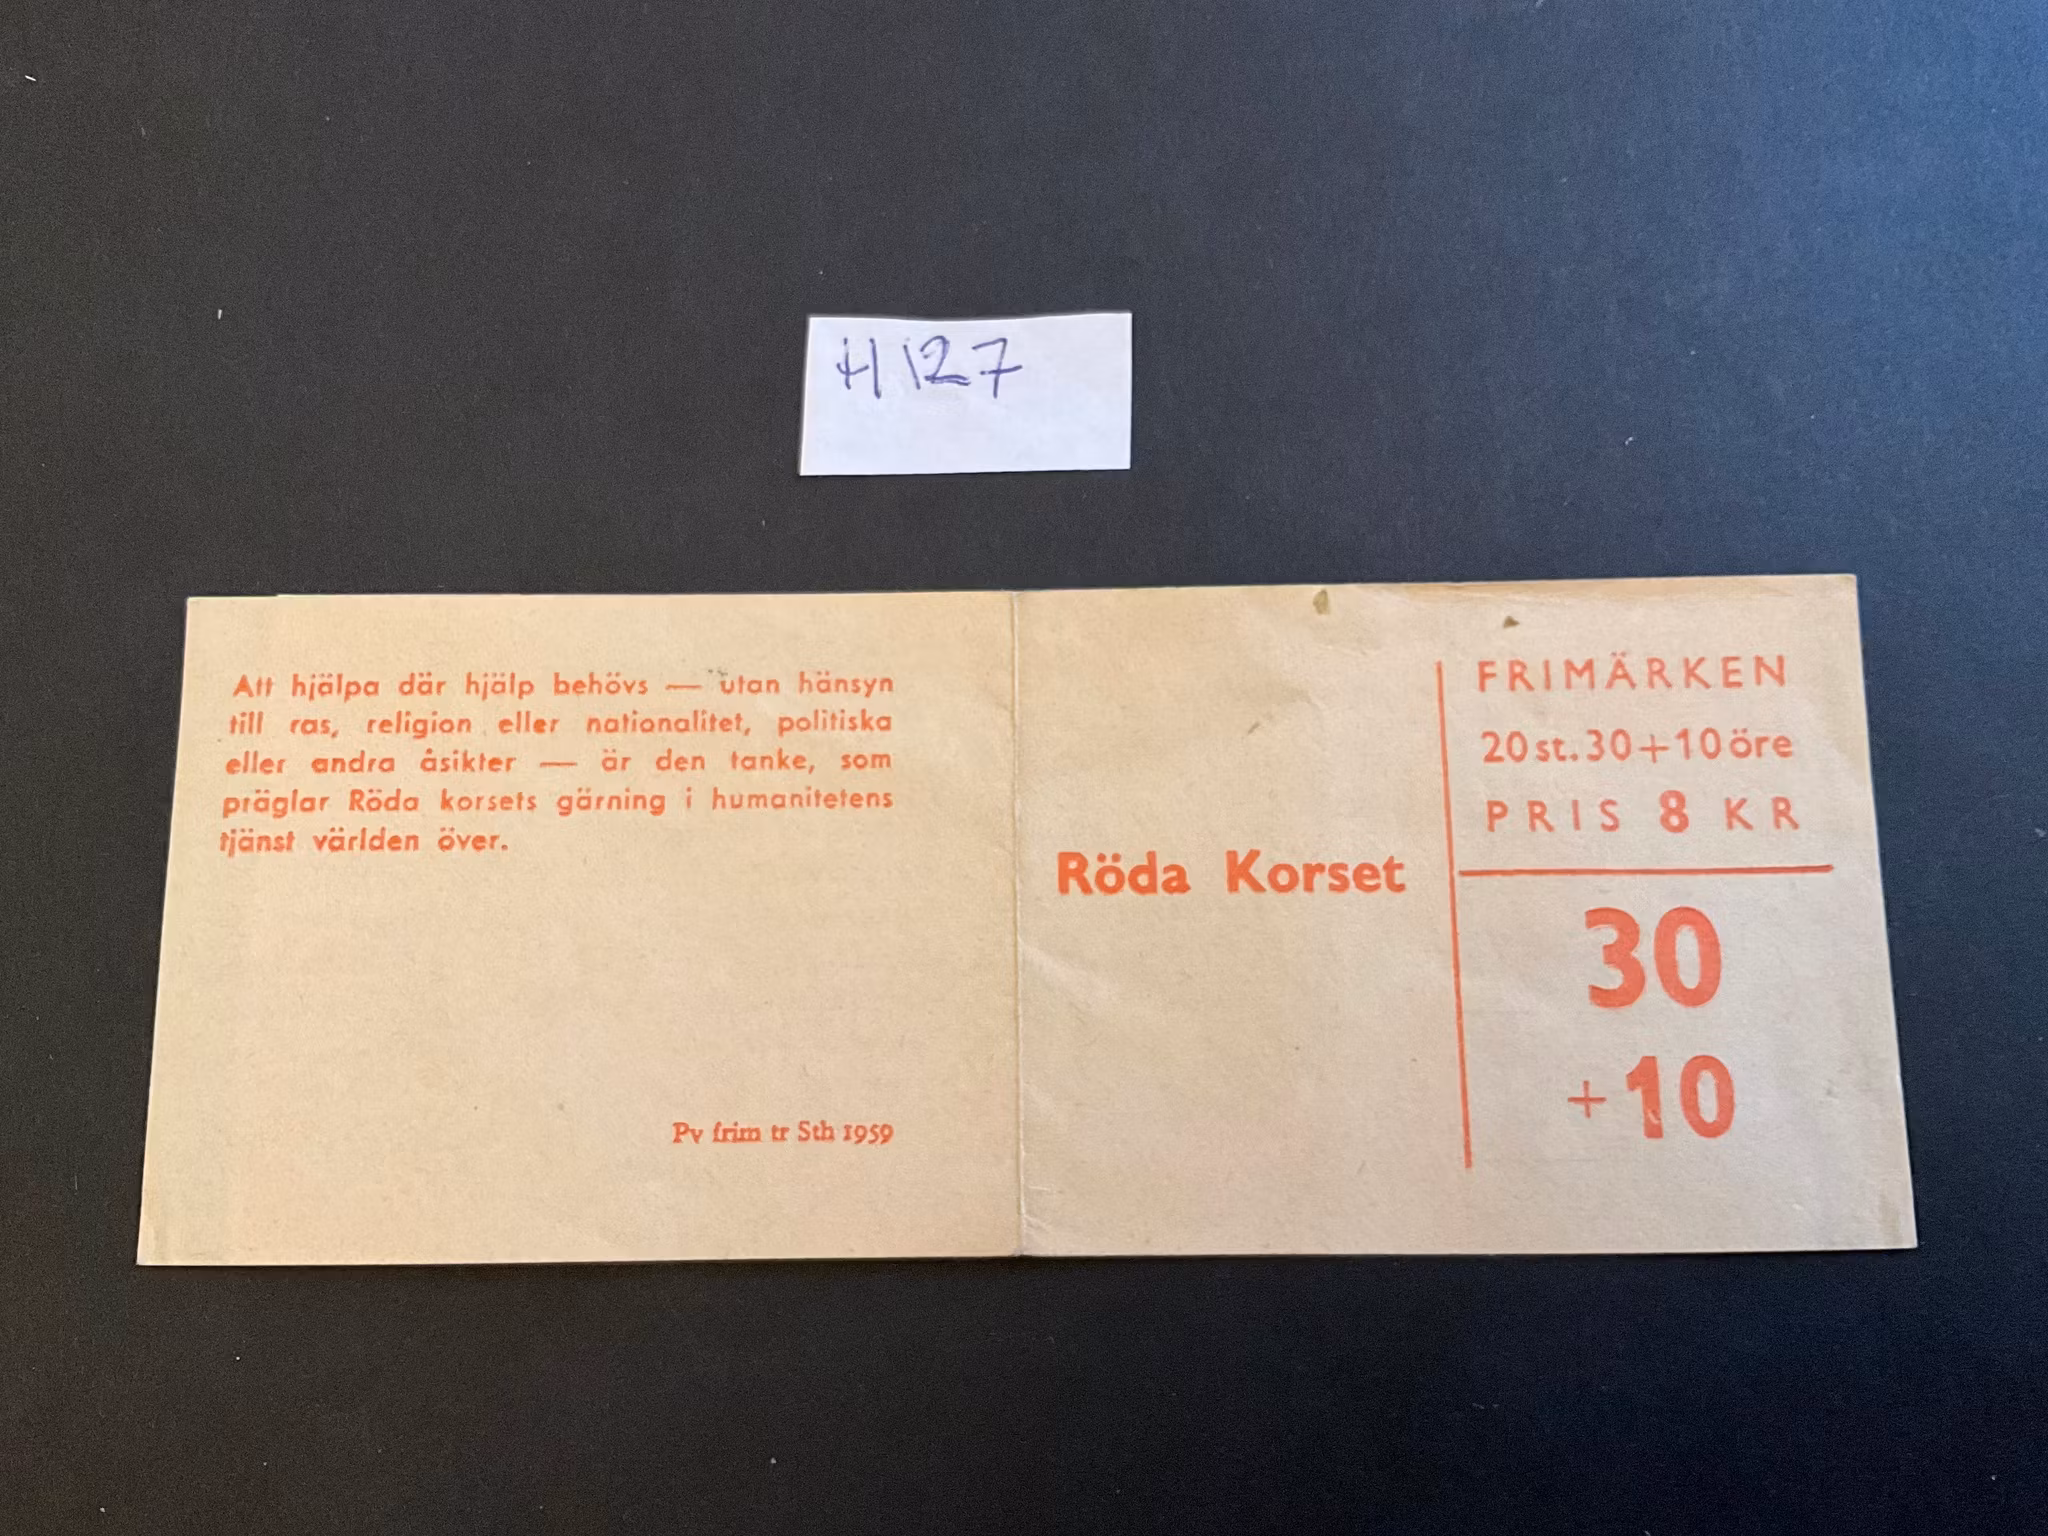 H 127
Att hjälpa där hjälp behövs — utan hänsyn
till ras, religion eller nationalitet, politiska
eller andra åsikter — är den tanke, som
präglar Röda korsets gärning i humanitetens
tjänst världen över.
Pv frim tr Sth 1959
Röda Korset
FRIMÄRKEN
20 st. 30+10 öre
PRIS 8 KR
30
+10